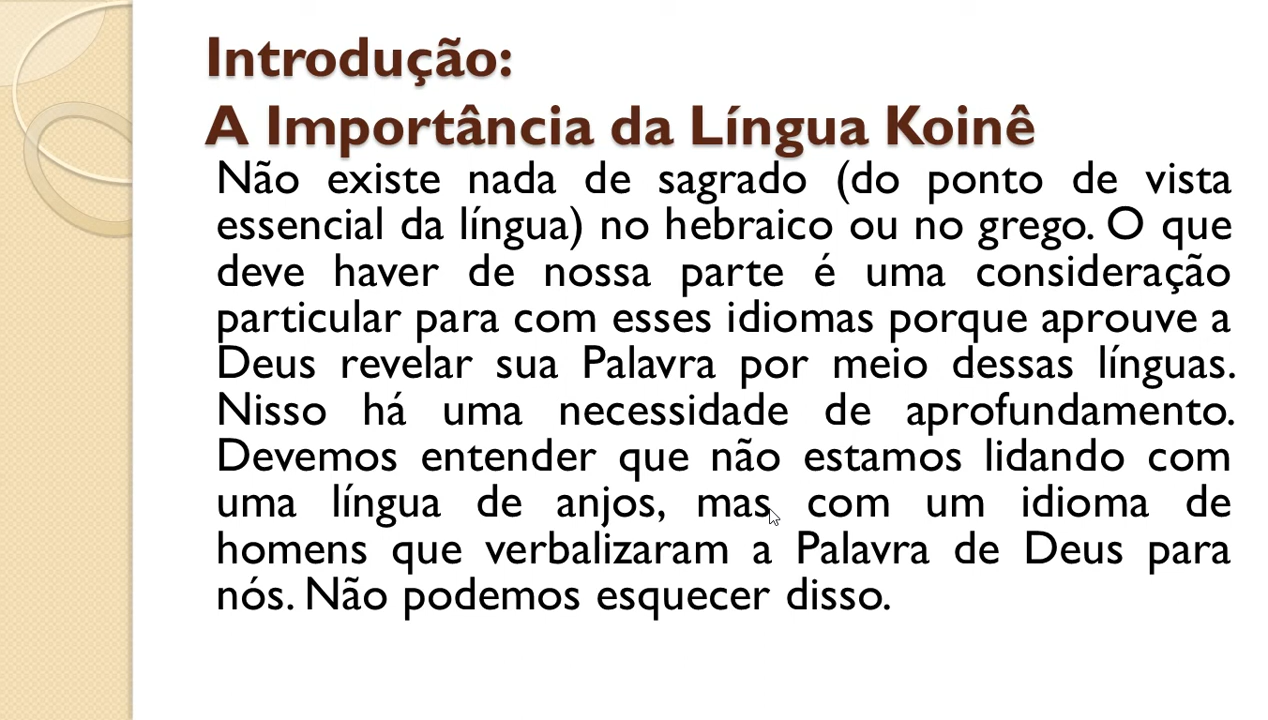 Introdução:
A Importância da Língua Koinê
Não existe nada de sagrado (do ponto de vista
essencial da língua) no hebraico ou no grego. O que
deve haver de nossa parte é uma consideração
particular para com esses idiomas porque aprouve a
Deus revelar sua Palavra por meio dessas línguas.
Nisso há uma necessidade de aprofundamento.
Devemos entender que não estamos lidando com
uma língua de anjos, mas com um idioma de
homens que verbalizaram a Palavra de Deus para
nós. Não podemos esquecer disso.